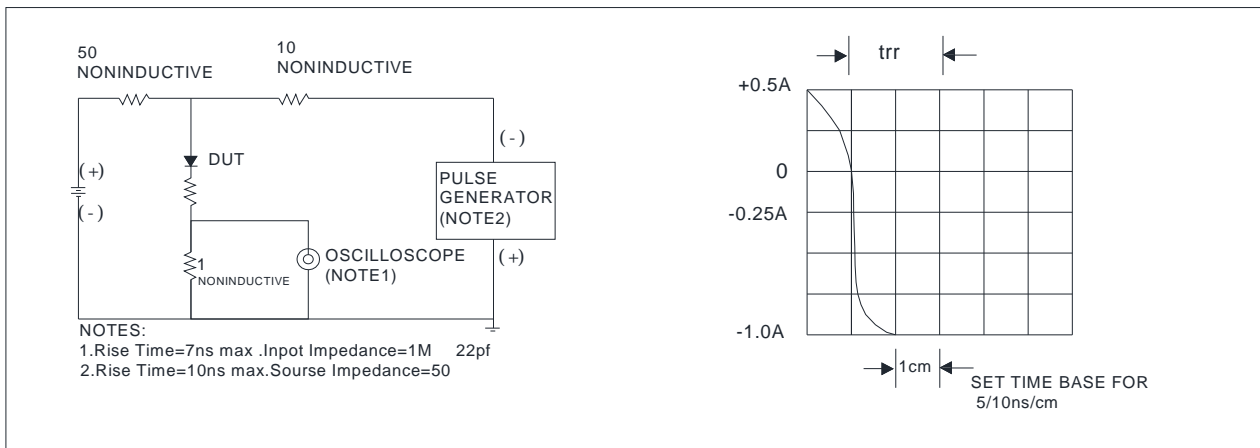 50
NONINDUCTIVE
10
NONINDUCTIVE
(+)
(-)
DUT
1
NONINDUCTIVE
OSCILLOSCOPE
(NOTE1)
(-)
PULSE
GENERATOR
(NOTE2)
(+)
NOTES:
1.Rise Time=7ns max .Inpot Impedance=1M 22pf
2.Rise Time=10ns max.Sourse Impedance=50
trr
+0.5A
0
-0.25A
-1.0A
1cm
SET TIME BASE FOR
5/10ns/cm